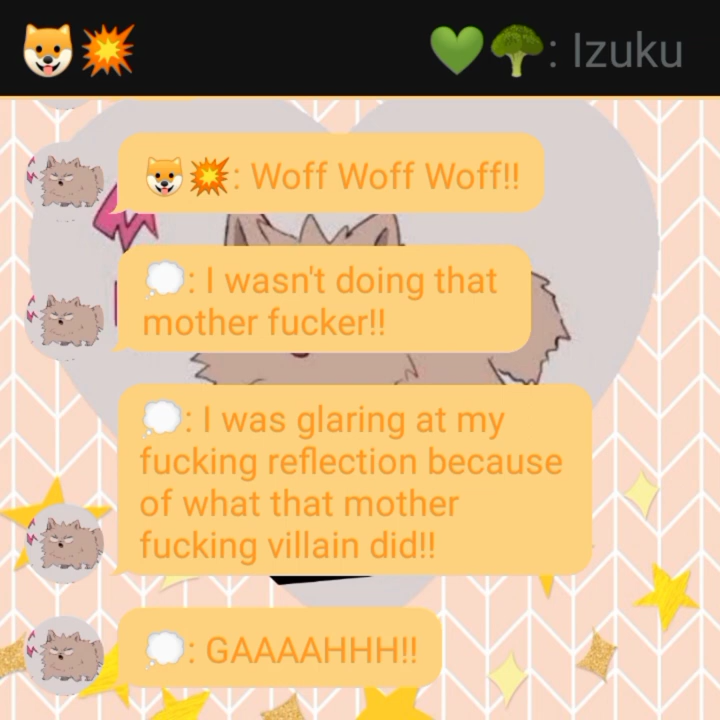 🐶💥 💚🥦: Izuku
🐶💥: Woff Woff Woff!!
💭: I wasn't doing that
mother fucker!!
💭: I was glaring at my
fucking reflection because
of what that mother
fucking villain did!!
💭: GAAAAHHH!!